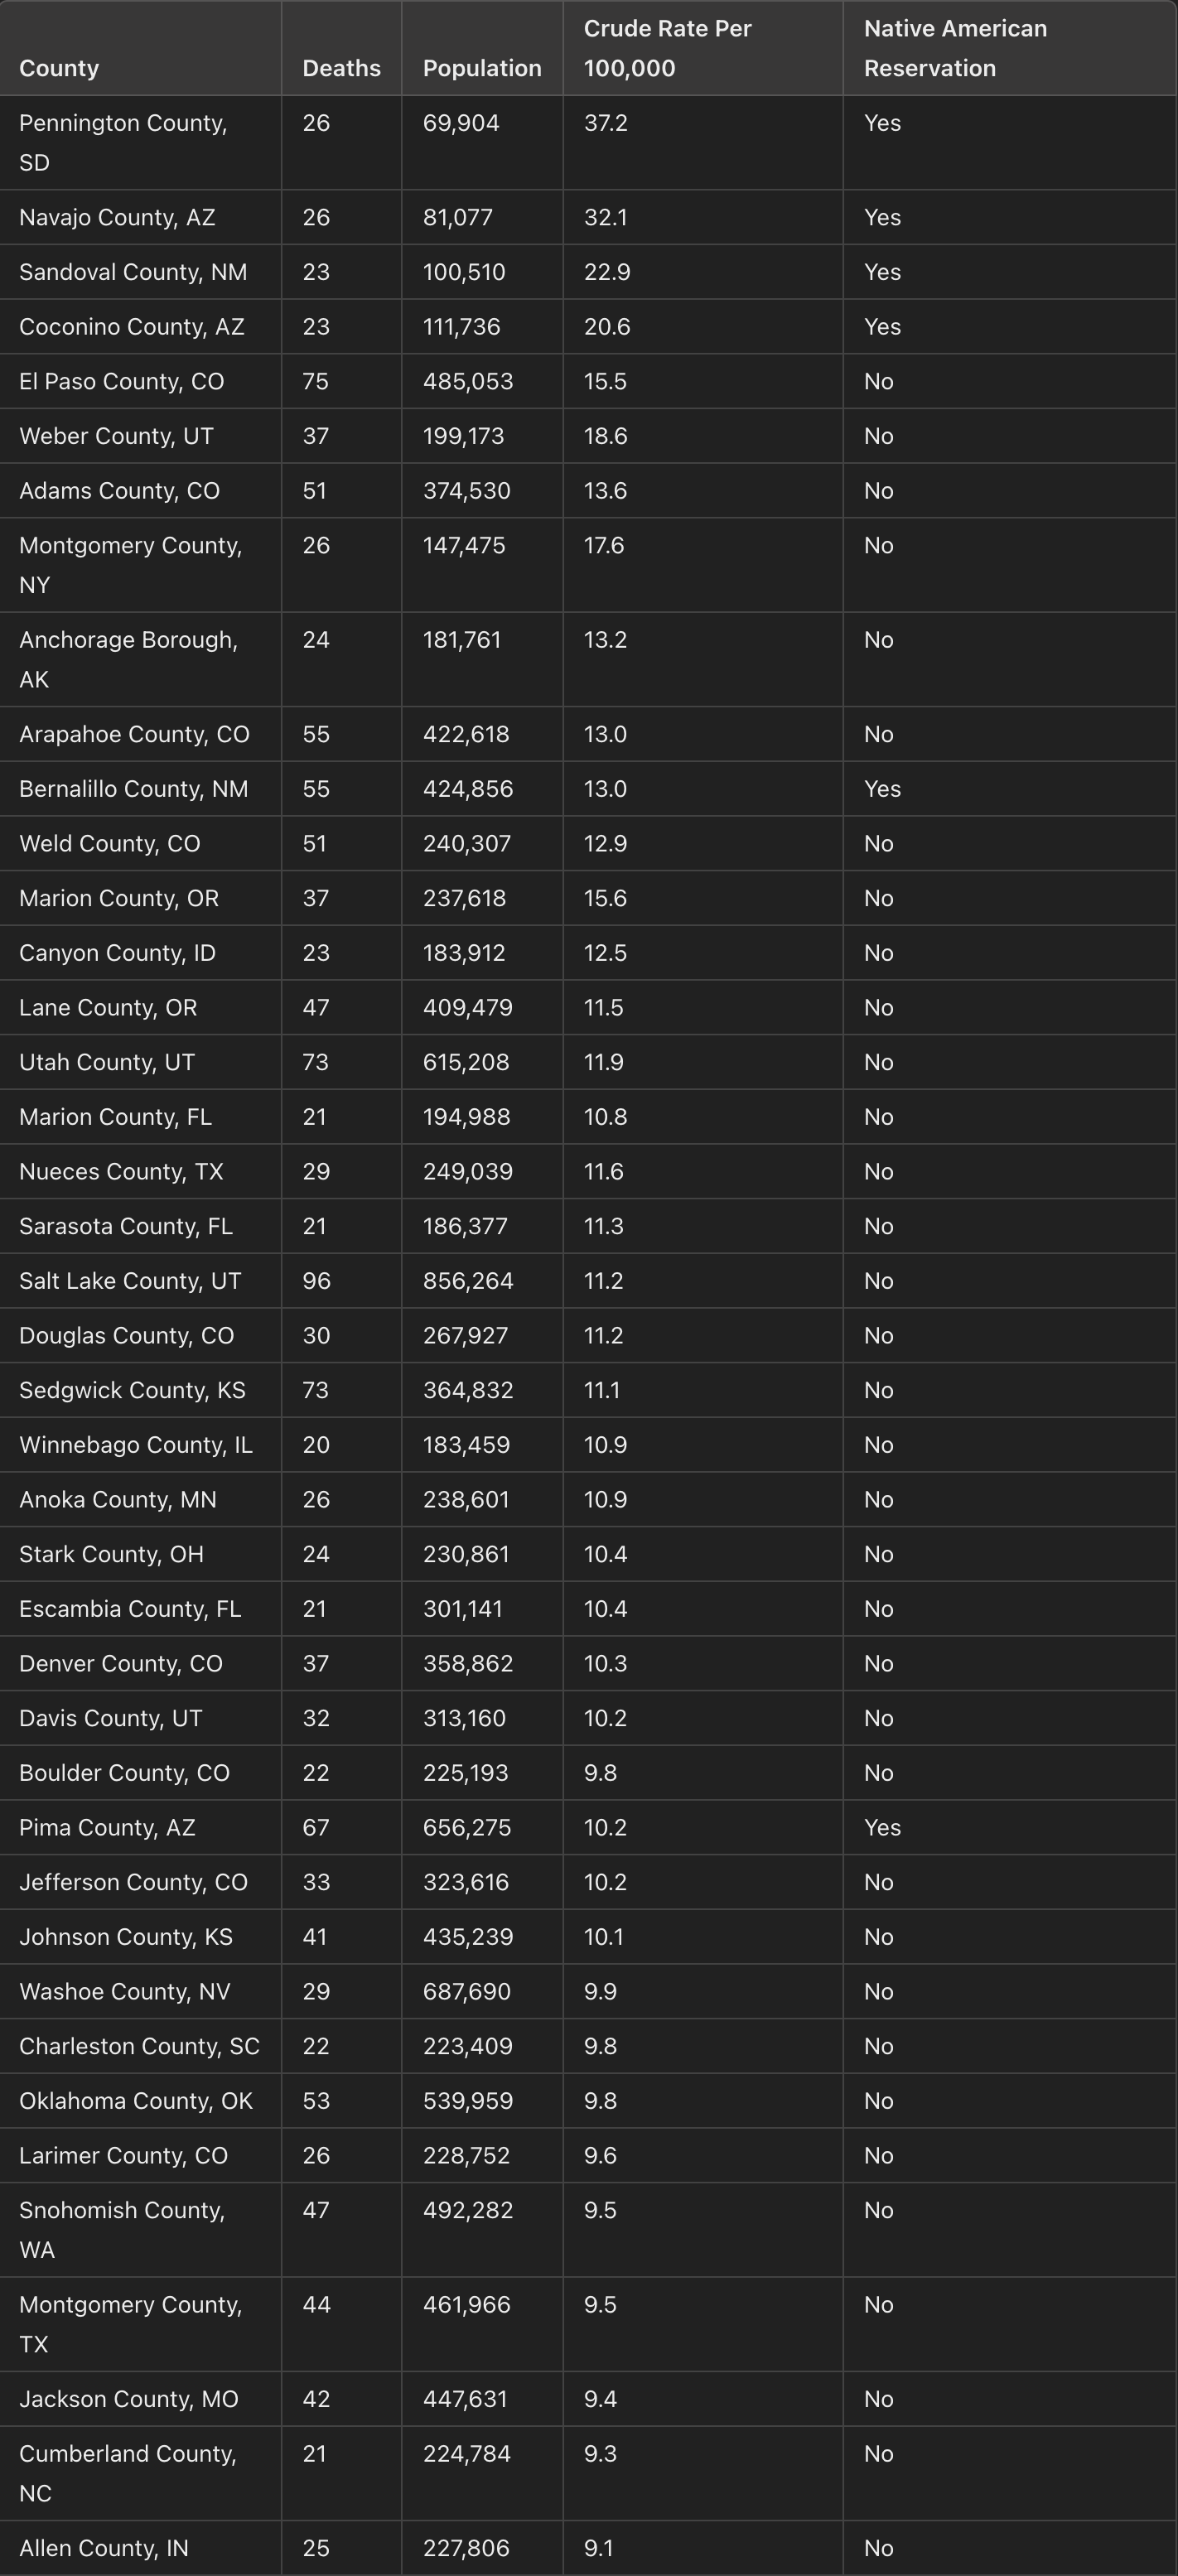 County Deaths Population Crude Rate Per 100,000 Native American Reservation
Pennington County, SD 26 69,904 37.2 Yes
Navajo County, AZ 26 81,077 32.1 Yes
Sandoval County, NM 23 100,510 22.9 Yes
Coconino County, AZ 23 111,736 20.6 Yes
El Paso County, CO 75 485,053 15.5 No
Weber County, UT 37 199,173 18.6 No
Adams County, CO 51 374,530 13.6 No
Montgomery County, NY 26 147,475 17.6 No
Anchorage Borough, AK 24 181,761 13.2 No
Arapahoe County, CO 55 422,618 13.0 No
Bernalillo County, NM 55 424,856 13.0 Yes
Weld County, CO 51 240,307 12.9 No
Marion County, OR 37 237,618 15.6 No
Canyon County, ID 23 183,912 12.5 No
Lane County, OR 47 409,479 11.5 No
Utah County, UT 73 615,208 11.9 No
Marion County, FL 21 194,988 10.8 No
Nueces County, TX 29 249,039 11.6 No
Sarasota County, FL 21 186,377 11.3 No
Salt Lake County, UT 96 856,264 11.2 No
Douglas County, CO 30 267,927 11.2 No
Sedgwick County, KS 73 364,832 11.1 No
Winnebago County, IL 20 183,459 10.9 No
Anoka County, MN 26 238,601 10.9 No
Stark County, OH 24 230,861 10.4 No
Escambia County, FL 21 301,141 10.4 No
Denver County, CO 37 358,862 10.3 No
Davis County, UT 32 313,160 10.2 No
Boulder County, CO 22 225,193 9.8 No
Pima County, AZ 67 656,275 10.2 Yes
Jefferson County, CO 33 323,616 10.2 No
Johnson County, KS 41 435,239 10.1 No
Washoe County, NV 29 687,690 9.9 No
Charleston County, SC 22 223,409 9.8 No
Oklahoma County, OK 53 539,959 9.8 No
Larimer County, CO 26 228,752 9.6 No
Snohomish County, WA 47 492,282 9.5 No
Montgomery County, TX 44 461,966 9.5 No
Jackson County, MO 42 447,631 9.4 No
Cumberland County, NC 21 224,784 9.3 No
Allen County, IN 25 227,806 9.1 No